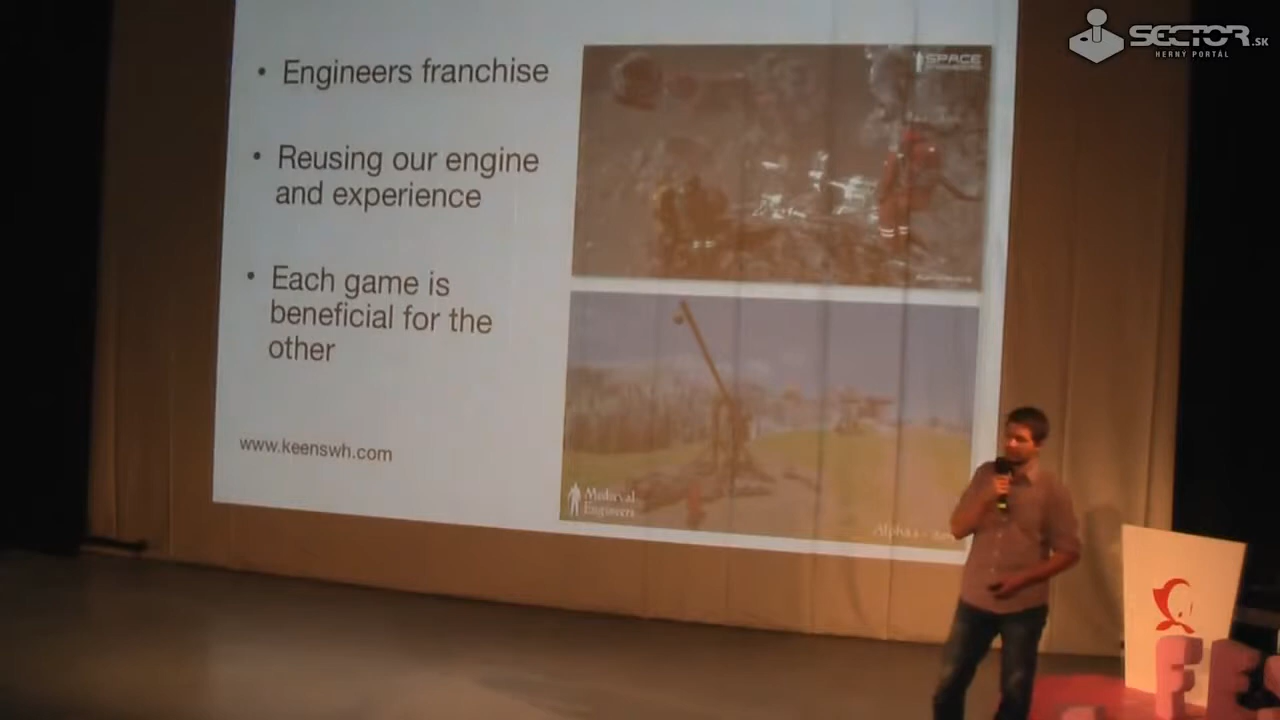 SECTOR.SK
HERNÝ PORTÁL
• Engineers franchise
• Reusing our engine
and experience
• Each game is
beneficial for the
other
www.keenswh.com
SPACE
Medieval
Engineers